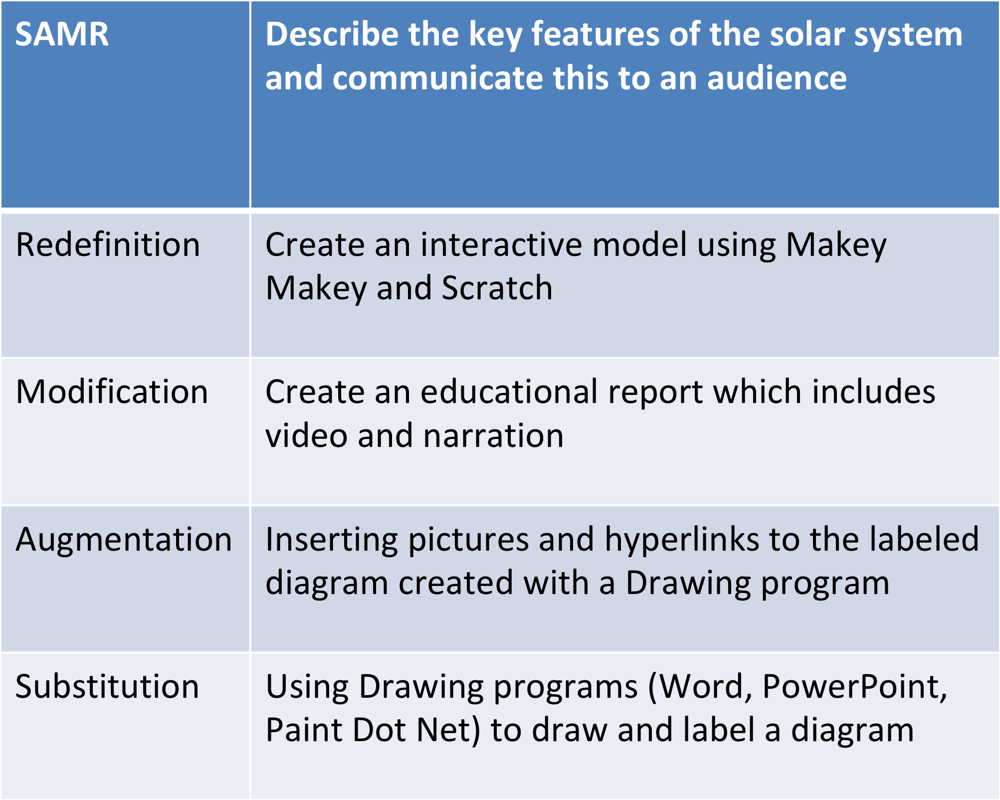 SAMR
Describe the key features of the solar system
and communicate this to an audience
Redefinition
Create an interactive model using Makey
Makey and Scratch
Modification
Create an educational report which includes
video and narration
Augmentation
Inserting pictures and hyperlinks to the labeled
diagram created with a Drawing program
Substitution
Using Drawing programs (Word, PowerPoint,
Paint Dot Net) to draw and label a diagram